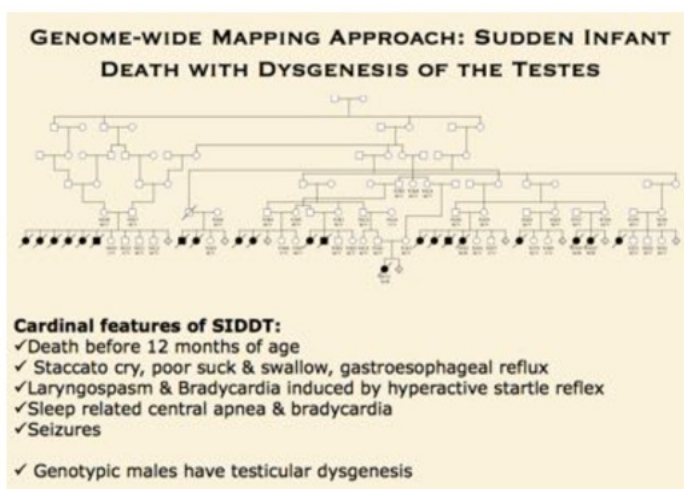 GENOME-WIDE MAPPING APPROACH: SUDDEN INFANT
DEATH WITH DYSGENESIS OF THE TESTES
Cardinal features of SIDDT:
✓Death before 12 months of age
✓ Staccato cry, poor suck & swallow, gastroesophageal reflux
✓Laryngospasm & Bradycardia induced by hyperactive startle reflex
✓Sleep related central apnea & bradycardia
✓Seizures
✓ Genotypic males have testicular dysgenesis